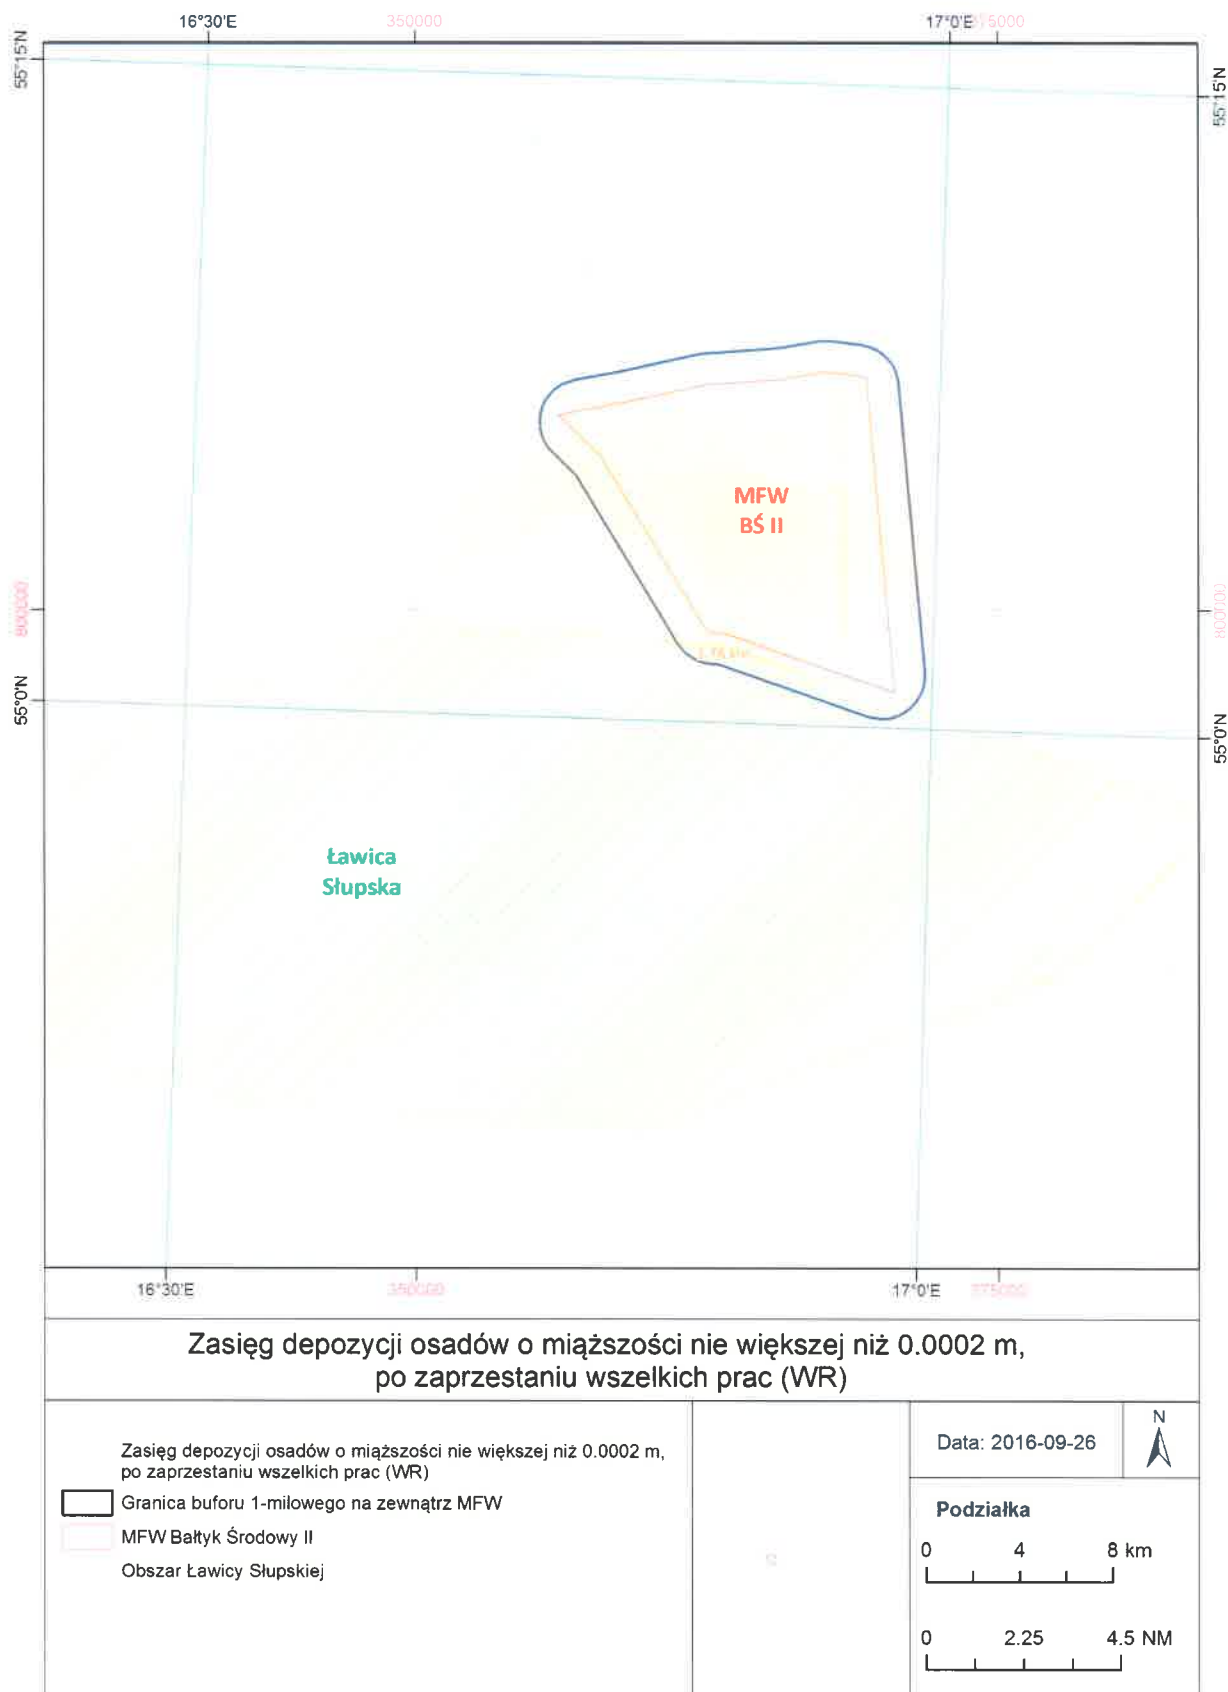 16°30'E
350000
17°0'E
55°15'N
55°15'N
MFW
BŚ II
800000
800000
55°0'N
55°0'N
Ławica
Słupska
16°30'E
350000
17°0'E
375000
Zasięg depozycji osadów o miąższości nie większej niż 0.0002 m,
po zaprzestaniu wszelkich prac (WR)
Zasięg depozycji osadów o miąższości nie większej niż 0.0002 m,
po zaprzestaniu wszelkich prac (WR)
Granica buforu 1-milowego na zewnątrz MFW
MFW Bałtyk Środowy II
Obszar Ławicy Słupskiej
Data: 2016-09-26
N
Podziałka
0 4 8 km
0 2.25 4.5 NM